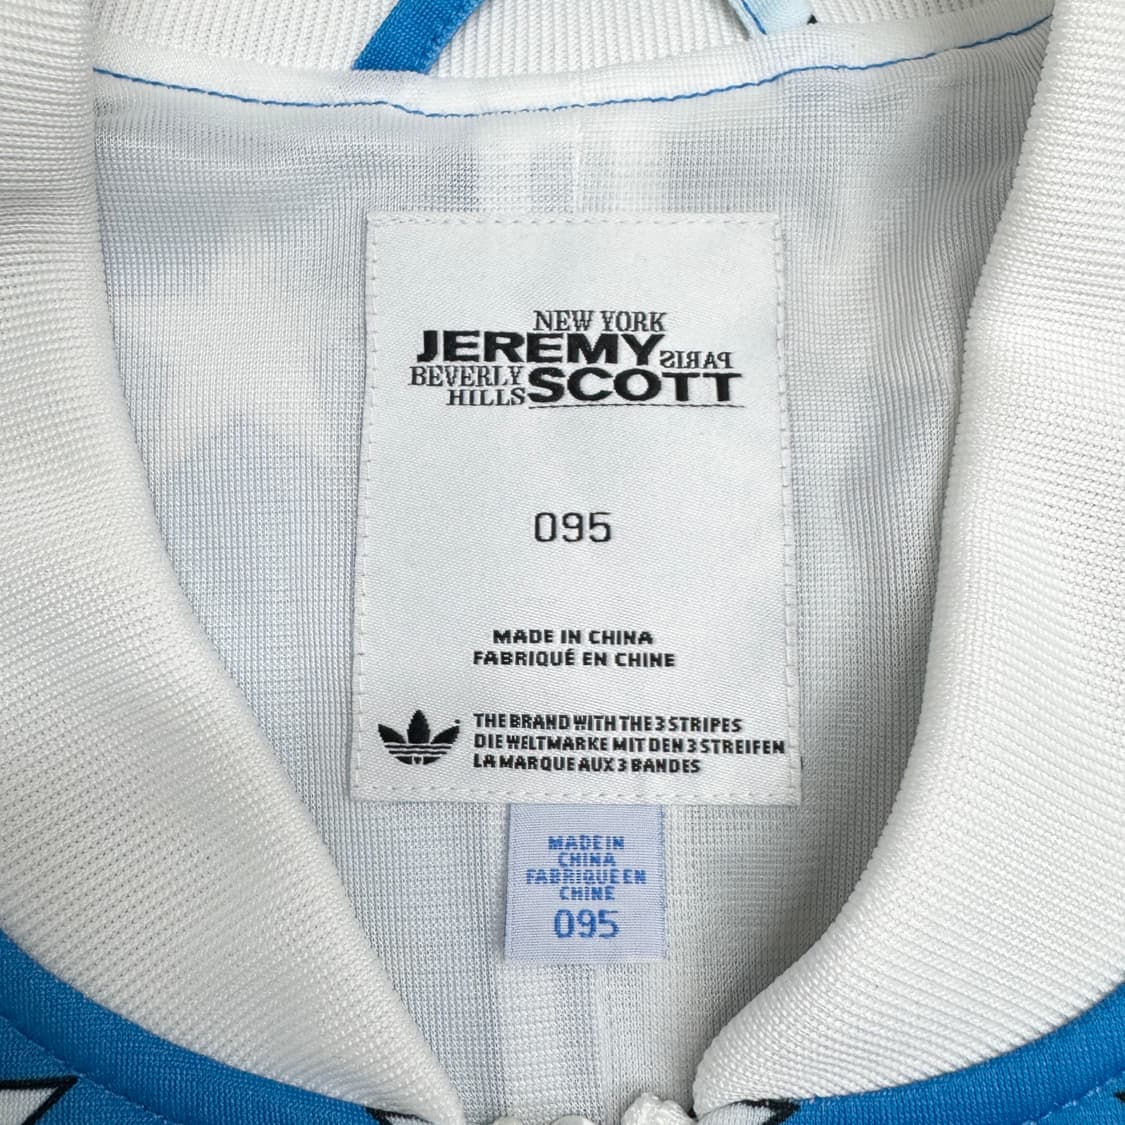 NEW YORK
JEREMY
PARIS
BEVERLY
HILLS
SCOTT
095
MADE IN CHINA
FABRIQUÉ EN CHINE
THE BRAND WITH THE 3 STRIPES
DIE WELTMARKE MIT DEN 3 STREIFEN
LA MARQUE AUX 3 BANDES
MADE IN
CHINA
FABRIQUE EN
CHINE
095